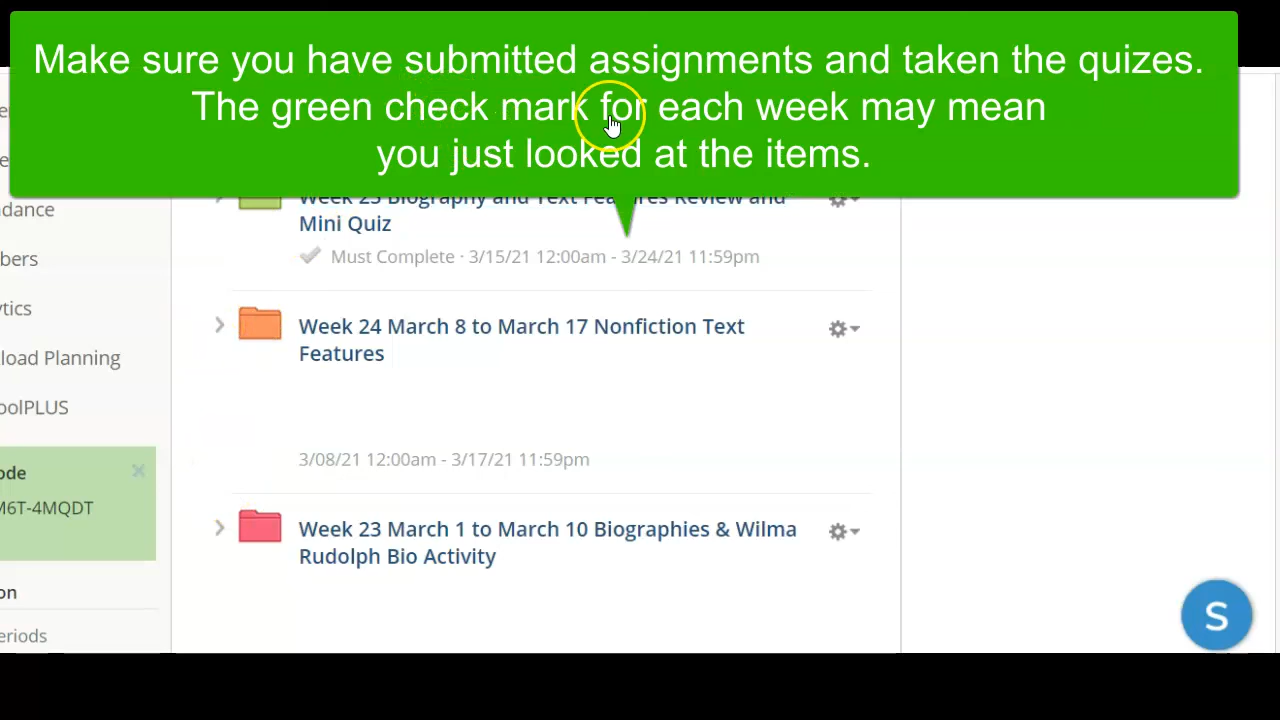 Make sure you have submitted assignments and taken the quizes.
The green check mark for each week may mean
you just looked at the items.
Week 25 Biography and Text Features Review and
Mini Quiz
Must Complete · 3/15/21 12:00am - 3/24/21 11:59pm
Week 24 March 8 to March 17 Nonfiction Text
Features
3/08/21 12:00am - 3/17/21 11:59pm
Week 23 March 1 to March 10 Biographies & Wilma
Rudolph Bio Activity
dance
bers
tics
load Planning
oolPLUS
ode
M6T-4MQDT
on
eriods
S